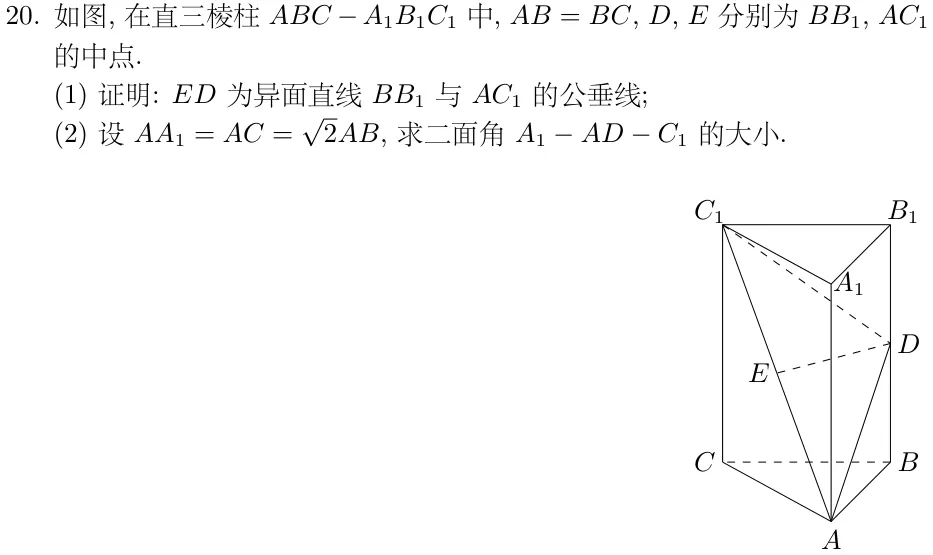 20. 如图, 在直三棱柱 ABC − A₁B₁C₁ 中, AB = BC, D, E 分别为 BB₁, AC₁
的中点.
(1) 证明: ED 为异面直线 BB₁ 与 AC₁ 的公垂线;
(2) 设 AA₁ = AC = √2AB, 求二面角 A₁ − AD − C₁ 的大小.
C₁ B₁
A₁
D
E
C B
A